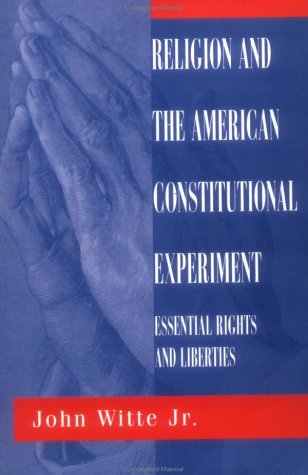 RELIGION AND
THE AMERICAN
CONSTITUTIONAL
EXPERIMENT
ESSENTIAL RIGHTS
AND LIBERTIES
John Witte Jr.